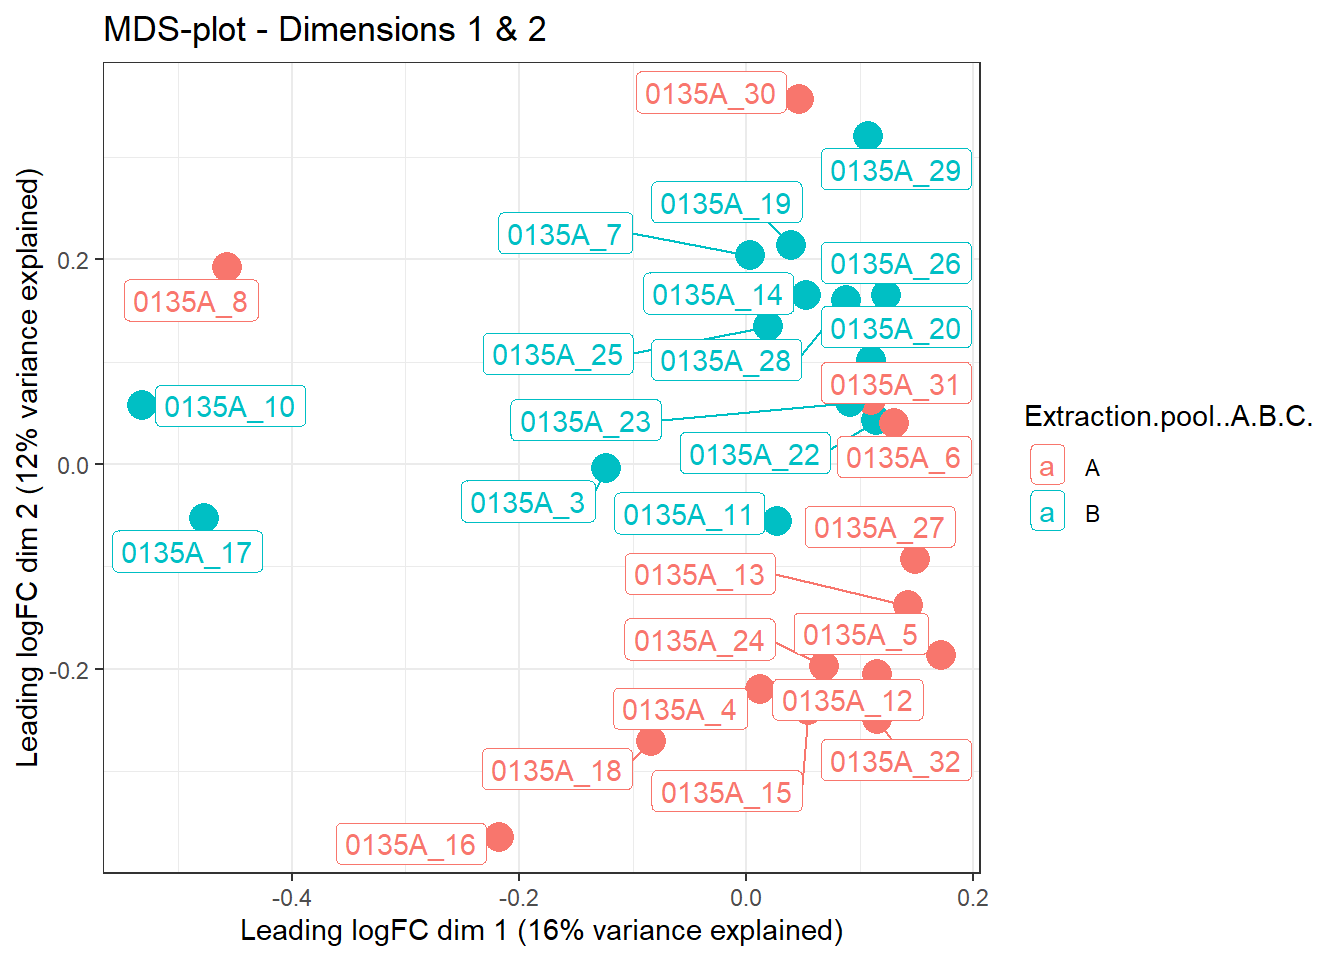 MDS-plot - Dimensions 1 & 2
0135A_30
0135A_29
0135A_19
0135A_7
0135A_26
0135A_14
0135A_8
0135A_20
0135A_25
0135A_28
0135A_31
0135A_10
0135A_23
0135A_22
0135A_6
0135A_3
0135A_11
0135A_27
0135A_17
0135A_13
0135A_5
0135A_24
0135A_12
0135A_4
0135A_32
0135A_18
0135A_15
0135A_16
0.2
0.0
-0.2
Leading logFC dim 2 (12% variance explained)
-0.4
-0.2
0.0
0.2
Leading logFC dim 1 (16% variance explained)
Extraction.pool..A.B.C.
a A
a B